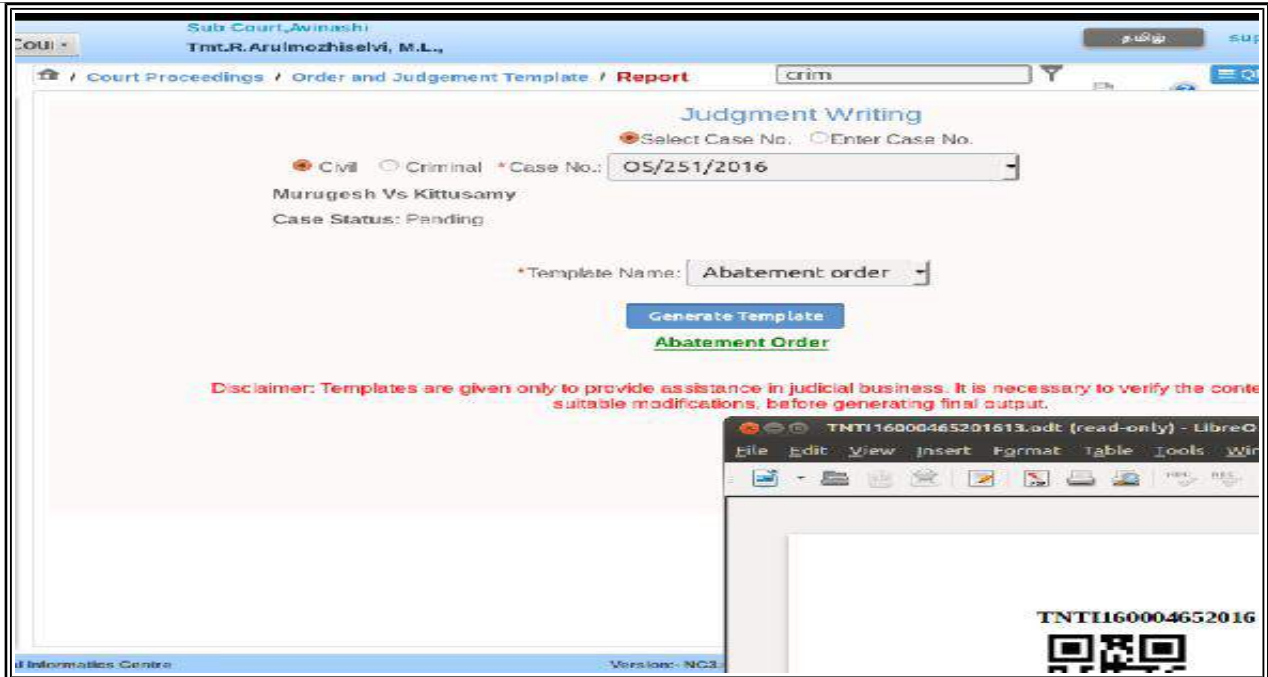 Sub Court,Avinashi
Cour
Tmt.R.Arulmozhiselvi, M.L.,
தமிழ்
sup
/ Court Proceedings / Order and Judgement Template / Report
crim
Judgment Writing
Select Case No. Enter Case No.
Civil Criminal *Case No.: OS/251/2016
Murugesh Vs Kittusamy
Case Status: Pending
*Template Name: Abatement order
Generate Template
Abatement Order
Disclaimer: Templates are given only to provide assistance in judicial business. It is necessary to verify the conte
suitable modifications, before generating final output.
TNTI16000465201613.odt (read-only) - LibreO
File Edit View Insert Format Table Tools Win
TNTI160004652016
al Informatics Centre
Version:- NC3.